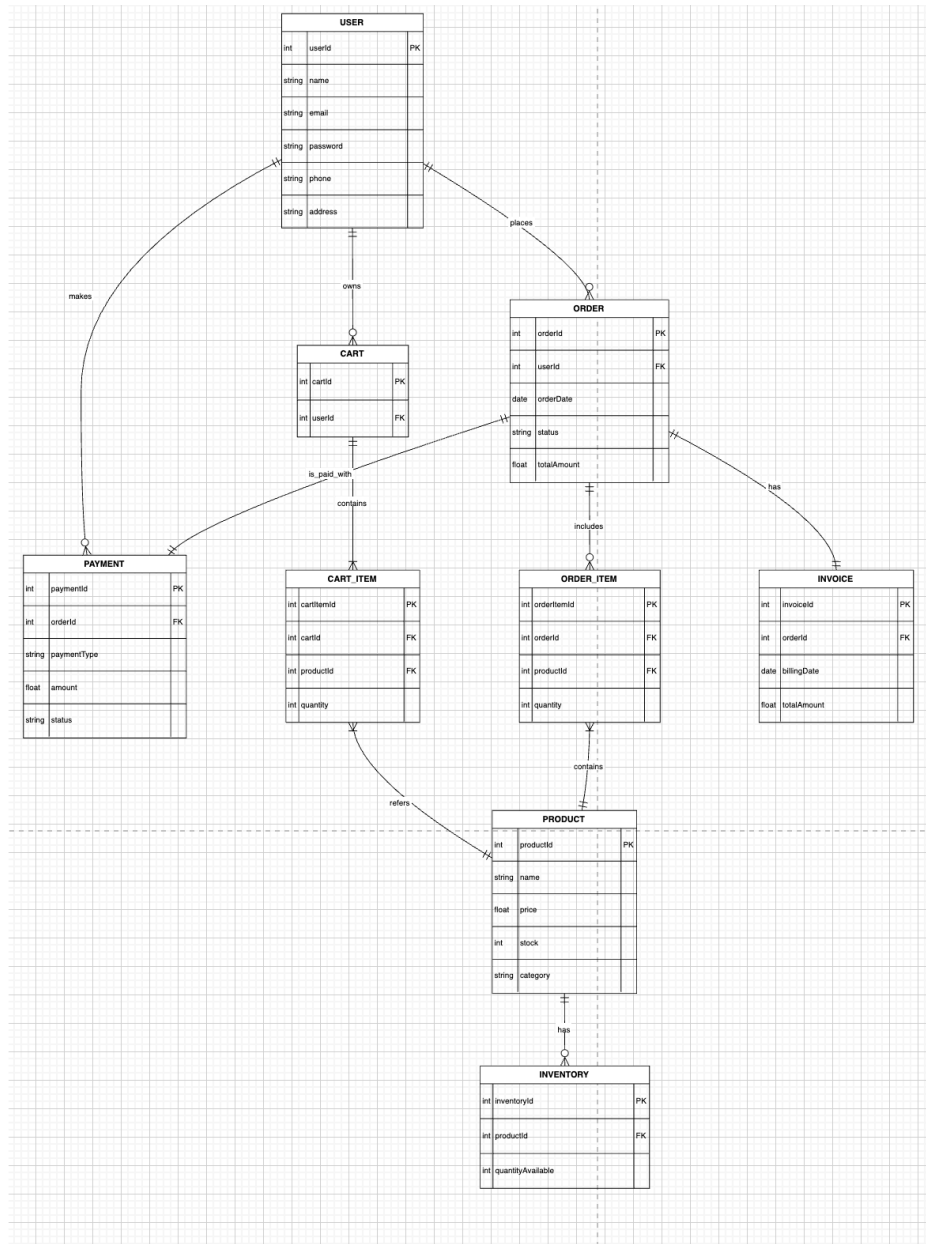 USER
int userId PK
string name
string email
string password
string phone
string address
places
makes
owns
ORDER
int orderId PK
int userId FK
date orderDate
string status
float totalAmount
CART
int cartId PK
int userId FK
is_paid_with
has
contains
includes
PAYMENT
int paymentId PK
int orderId FK
string paymentType
float amount
string status
CART_ITEM
int cartItemId PK
int cartId FK
int productId FK
int quantity
ORDER_ITEM
int orderItemId PK
int orderId FK
int productId FK
int quantity
INVOICE
int invoiceId PK
int orderId FK
date billingDate
float totalAmount
contains
refers
PRODUCT
int productId PK
string name
float price
int stock
string category
has
INVENTORY
int inventoryId PK
int productId FK
int quantityAvailable